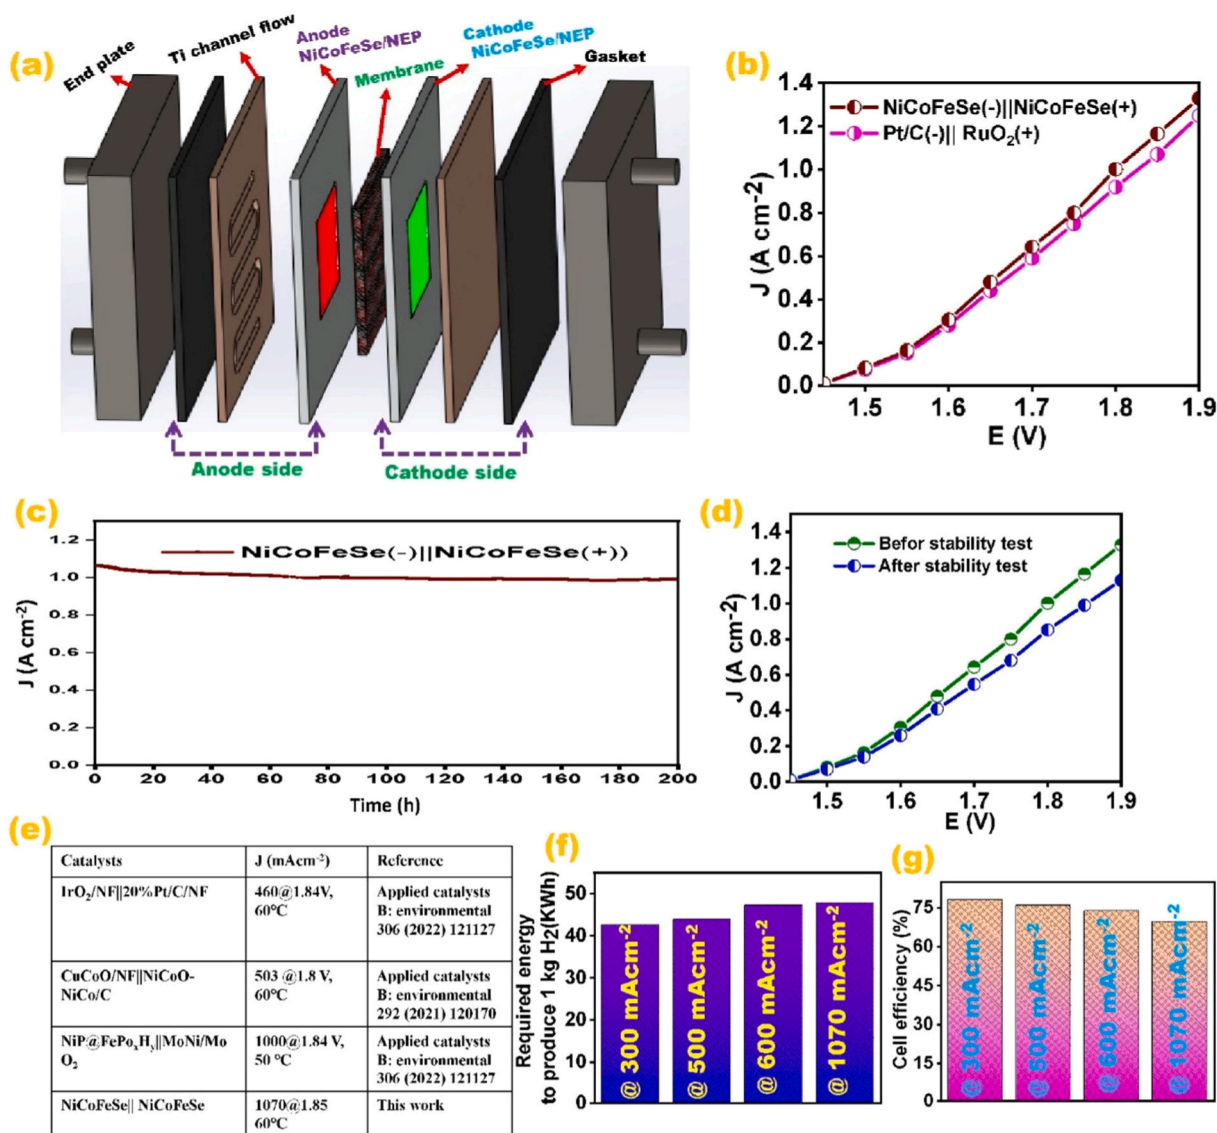 (a)
End plate
Ti channel flow
Anode
NiCoFeSe/NEP
Membrane
Cathode
NiCoFeSe/NEP
Gasket
Anode side
Cathode side
(b)
NiCoFeSe(-)||NiCoFeSe(+)
Pt/C(-)|| RuO2(+)
J (A cm-2)
1.4
1.2
1.0
0.8
0.6
0.4
0.2
0.0
1.5 1.6 1.7 1.8 1.9
E (V)
(c)
NiCoFeSe(-)||NiCoFeSe(+))
J (A cm-2)
1.2
1.0
0.8
0.6
0.4
0.2
0.0
0 20 40 60 80 100 120 140 160 180 200
Time (h)
(d)
Befor stability test
After stability test
J (A cm-2)
1.4
1.2
1.0
0.8
0.6
0.4
0.2
0.0
1.5 1.6 1.7 1.8 1.9
E (V)
(e)
Catalysts J (mAcm-2) Reference
IrO2/NF||20%Pt/C/NF 460@1.84V, Applied catalysts
60°C B: environmental
306 (2022) 121127
CuCoO/NF||NiCoO- 503 @1.8 V, Applied catalysts
NiCo/C 60°C B: environmental
292 (2021) 120170
NiP@FePoxHy||MoNi/Mo 1000@1.84 V, Applied catalysts
O2 50 °C B: environmental
306 (2022) 121127
NiCoFeSe|| NiCoFeSe 1070@1.85 This work
60°C
(f)
Required energy
to produce 1 kg H2(KWh)
50
40
30
20
10
0
@ 300 mAcm-2
@ 500 mAcm-2
@ 600 mAcm-2
@ 1070 mAcm-2
(g)
Cell efficiency (%)
75
60
45
30
15
0
@ 300 mAcm-2
@ 500 mAcm-2
@ 600 mAcm-2
@ 1070 mAcm-2